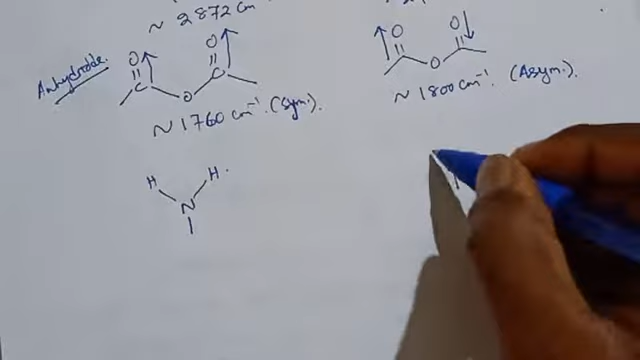 ~ 2872 cm
Anhydride.
O O
C C
O
~ 1760 cm⁻¹. (Sym.).
O O
O
~ 1800 cm⁻¹. (Asym.).
H H
N